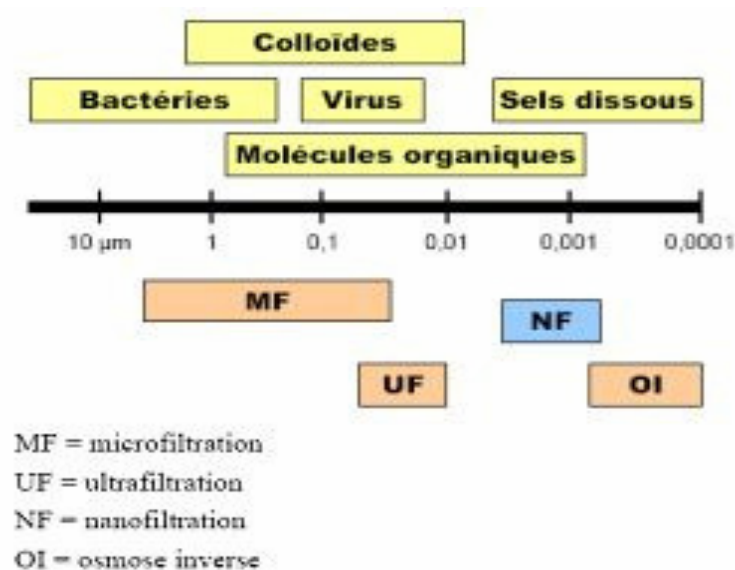 Colloïdes
Bactéries Virus Sels dissous
Molécules organiques
10 µm 1 0,1 0,01 0,001 0,0001
MF
NF
UF OI
MF = microfiltration
UF = ultrafiltration
NF = nanofiltration
OI = osmose inverse